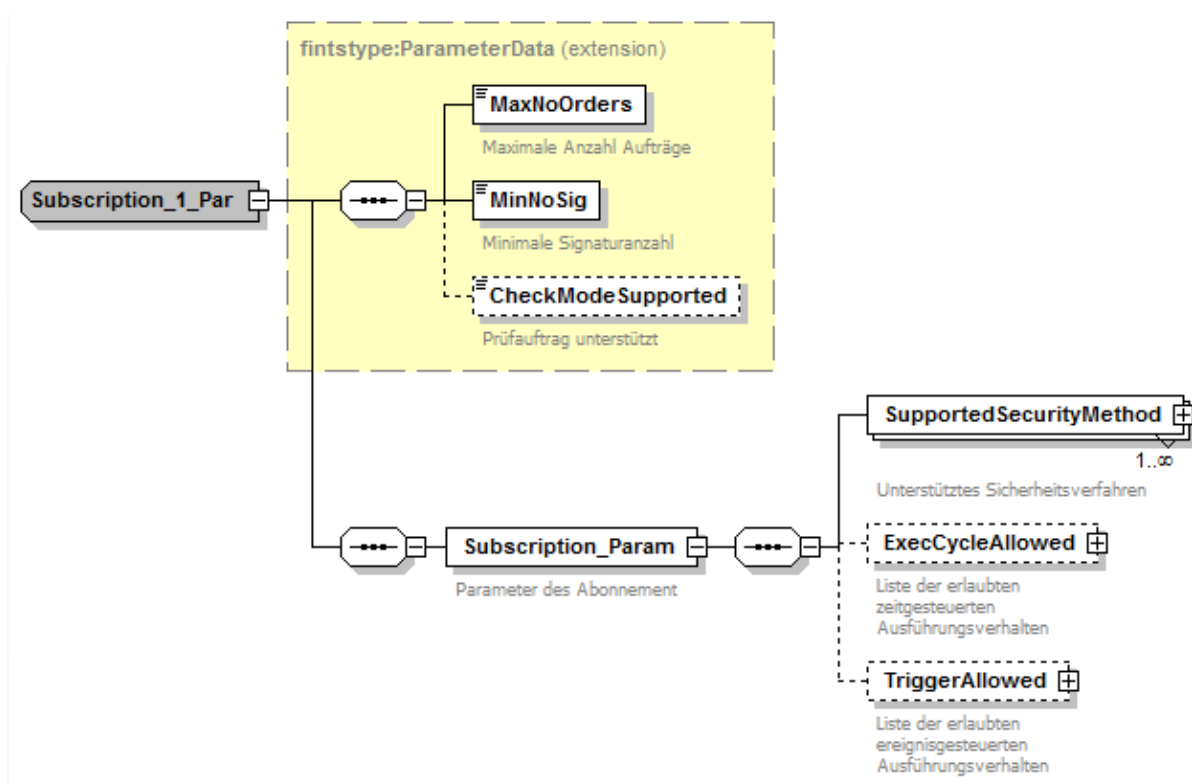 fintstype:ParameterData (extension)
MaxNoOrders
Maximale Anzahl Aufträge
Subscription_1_Par
MinNoSig
Minimale Signaturanzahl
CheckModeSupported
Prüfauftrag unterstützt
SupportedSecurityMethod
1..∞
Unterstütztes Sicherheitsverfahren
Subscription_Param
Parameter des Abonnement
ExecCycleAllowed
Liste der erlaubten
zeitgesteuerten
Ausführungsverhalten
TriggerAllowed
Liste der erlaubten
ereignisgesteuerten
Ausführungsverhalten